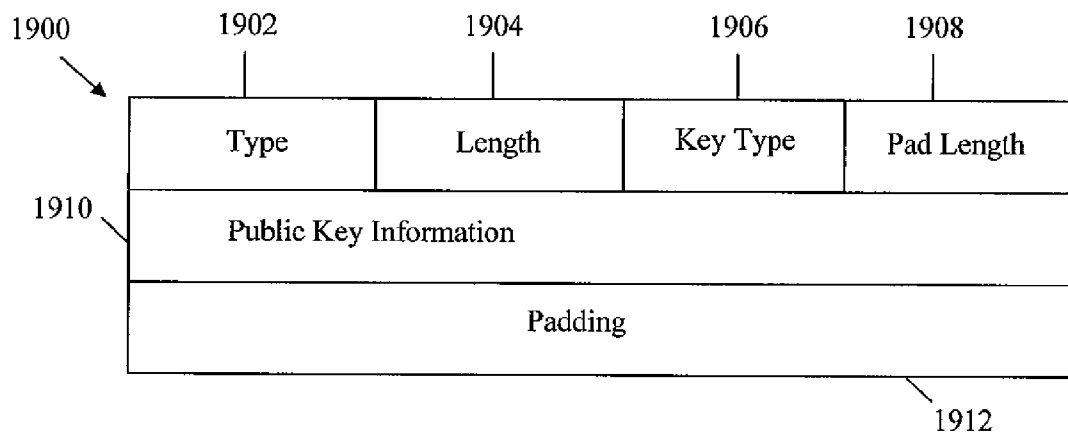 1900 1902 1904 1906 1908
Type Length Key Type Pad Length
1910
Public Key Information
Padding
1912